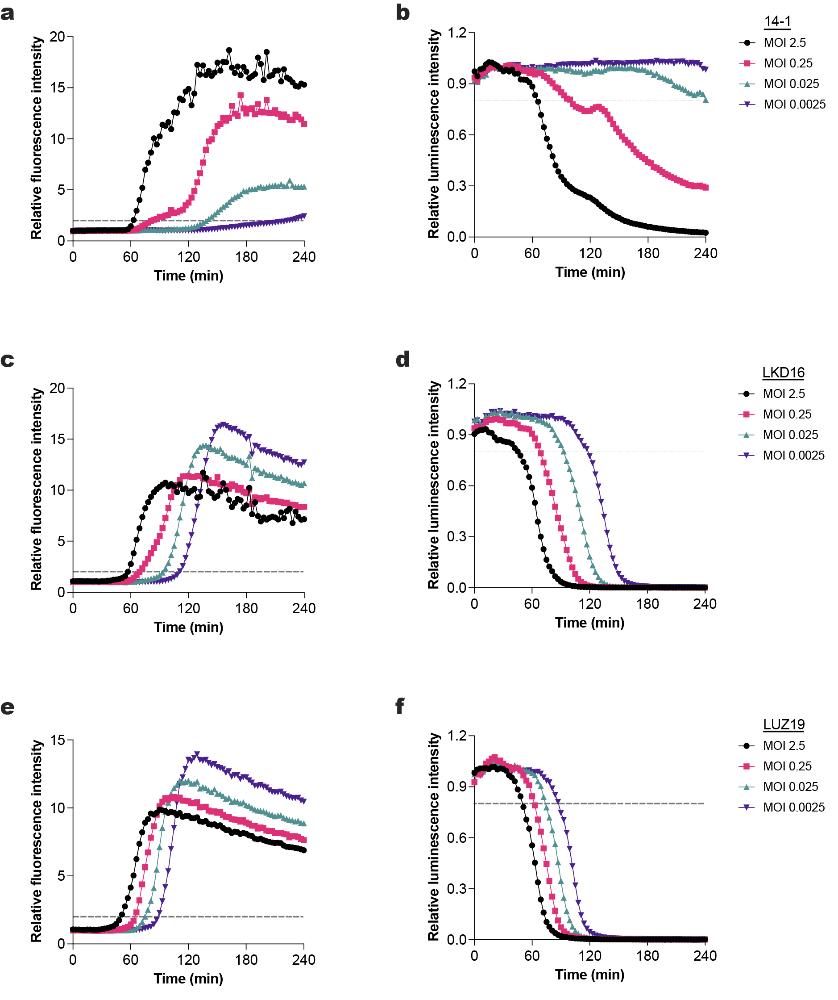 a
Relative fluorescence intensity
20
15
10
5
0
0 60 120 180 240
Time (min)
b
Relative luminescence intensity
1.2
0.9
0.6
0.3
0.0
0 60 120 180 240
Time (min)
14-1
MOI 2.5
MOI 0.25
MOI 0.025
MOI 0.0025
c
Relative fluorescence intensity
20
15
10
5
0
0 60 120 180 240
Time (min)
d
Relative luminescence intensity
1.2
0.9
0.6
0.3
0.0
0 60 120 180 240
Time (min)
LKD16
MOI 2.5
MOI 0.25
MOI 0.025
MOI 0.0025
e
Relative fluorescence intensity
15
10
5
0
0 60 120 180 240
Time (min)
f
Relative luminescence intensity
1.2
0.9
0.6
0.3
0.0
0 60 120 180 240
Time (min)
LUZ19
MOI 2.5
MOI 0.25
MOI 0.025
MOI 0.0025